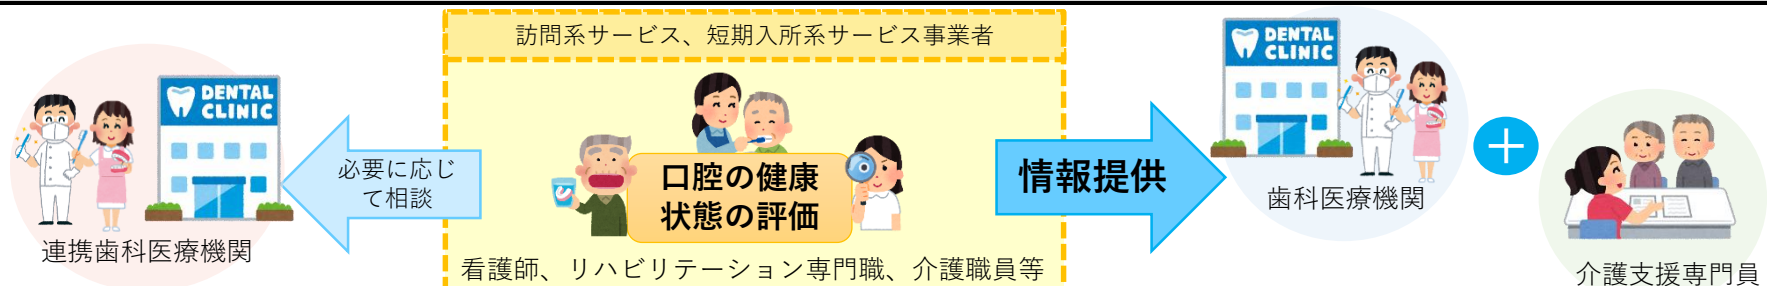 訪問系サービス、短期入所系サービス事業者
DENTAL
CLINIC
必要に応じ
て相談
連携歯科医療機関
口腔の健康
状態の評価
看護師、リハビリテーション専門職、介護職員等
情報提供
DENTAL
CLINIC
歯科医療機関
＋
介護支援専門員